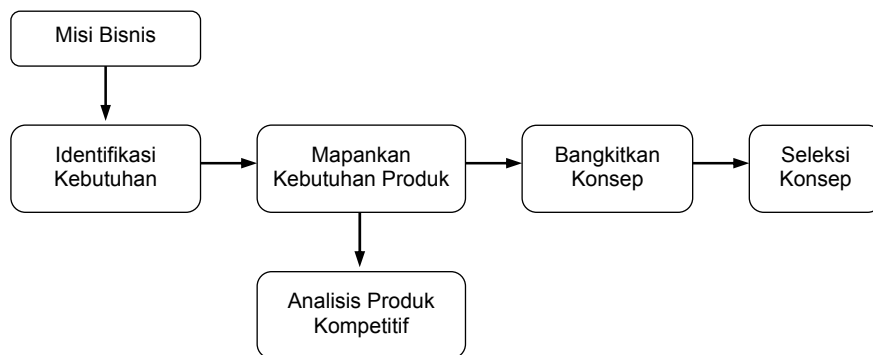 Misi Bisnis
Identifikasi
Kebutuhan
Mapankan
Kebutuhan Produk
Bangkitkan
Konsep
Seleksi
Konsep
Analisis Produk
Kompetitif